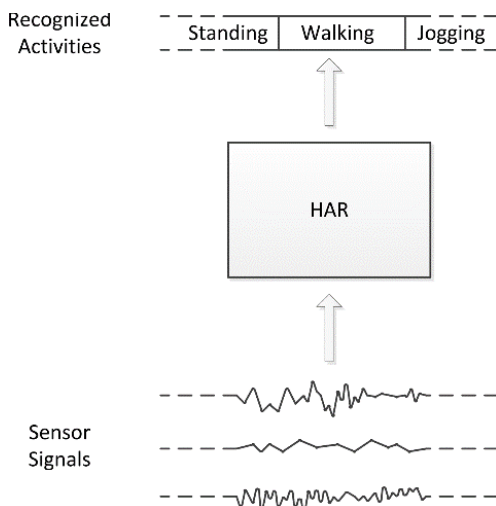 Recognized
Activities
Standing
Walking
Jogging
HAR
Sensor
Signals